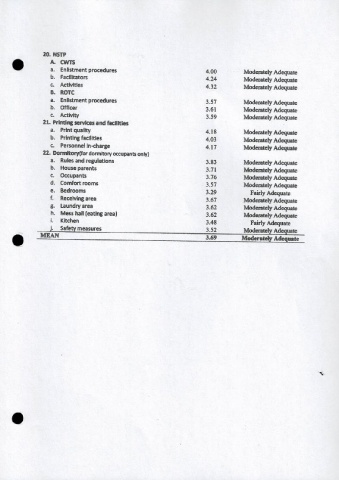 20. NSTP
A. CWTS
a. Enlistment procedures 4.00 Moderately Adequate
b. Facilitators 4.24 Moderately Adequate
c. Activities 4.32 Moderately Adequate
B. ROTC
a. Enlistment procedures 3.57 Moderately Adequate
b. Officer 3.61 Moderately Adequate
c. Activity 3.59 Moderately Adequate
21. Printing services and facilities
a. Print quality 4.18 Moderately Adequate
b. Printing facilities 4.03 Moderately Adequate
c. Personnel in-charge 4.17 Moderately Adequate
22. Dormitory(for dormitory occupants only)
a. Rules and regulations 3.83 Moderately Adequate
b. House parents 3.71 Moderately Adequate
c. Occupants 3.76 Moderately Adequate
d. Comfort rooms 3.57 Moderately Adequate
e. Bedrooms 3.29 Fairly Adequate
f. Receiving area 3.67 Moderately Adequate
g. Laundry area 3.62 Moderately Adequate
h. Mess hall (eating area) 3.62 Moderately Adequate
i. Kitchen 3.48 Fairly Adequate
j. Safety measures 3.52 Moderately Adequate
MEAN 3.69 Moderately Adequate